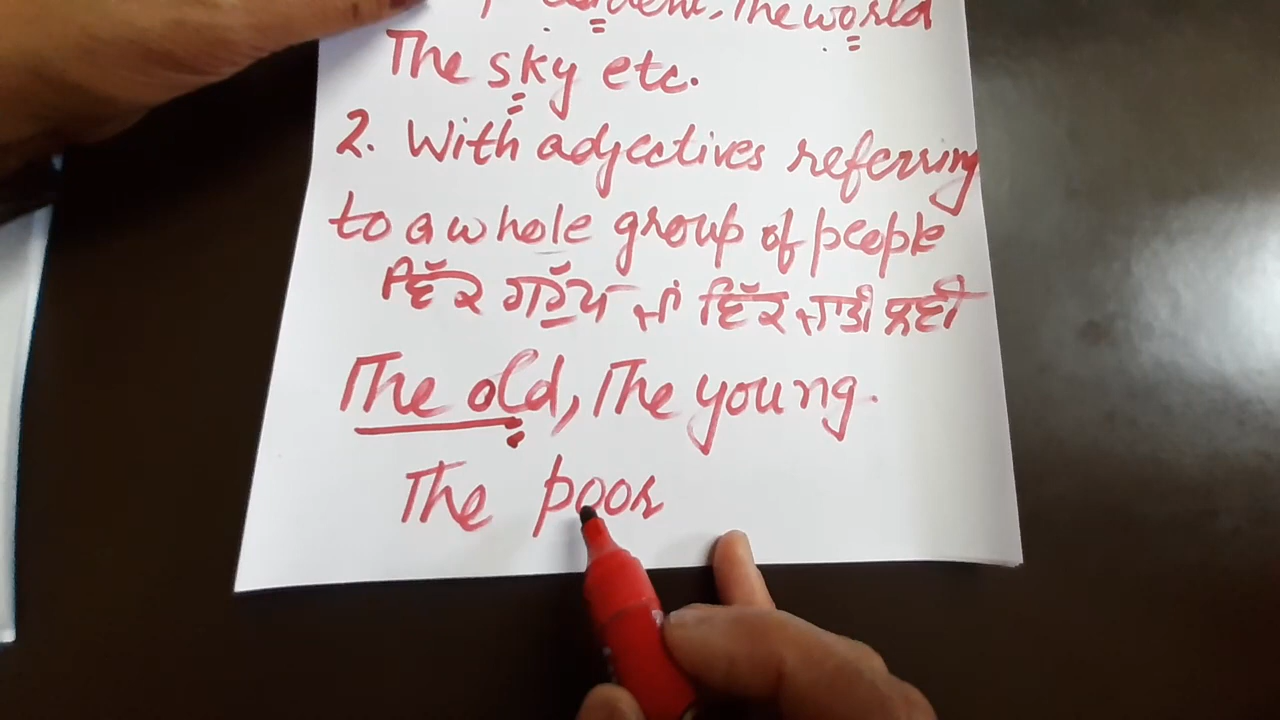 The world
The sky etc.
2. With adjectives referring
to a whole group of people
ਇੱਕ ਗਰੁੱਪ ਜਾਂ ਇੱਕ ਜਾਤੀ ਲਈ
The old, The young.
The poor